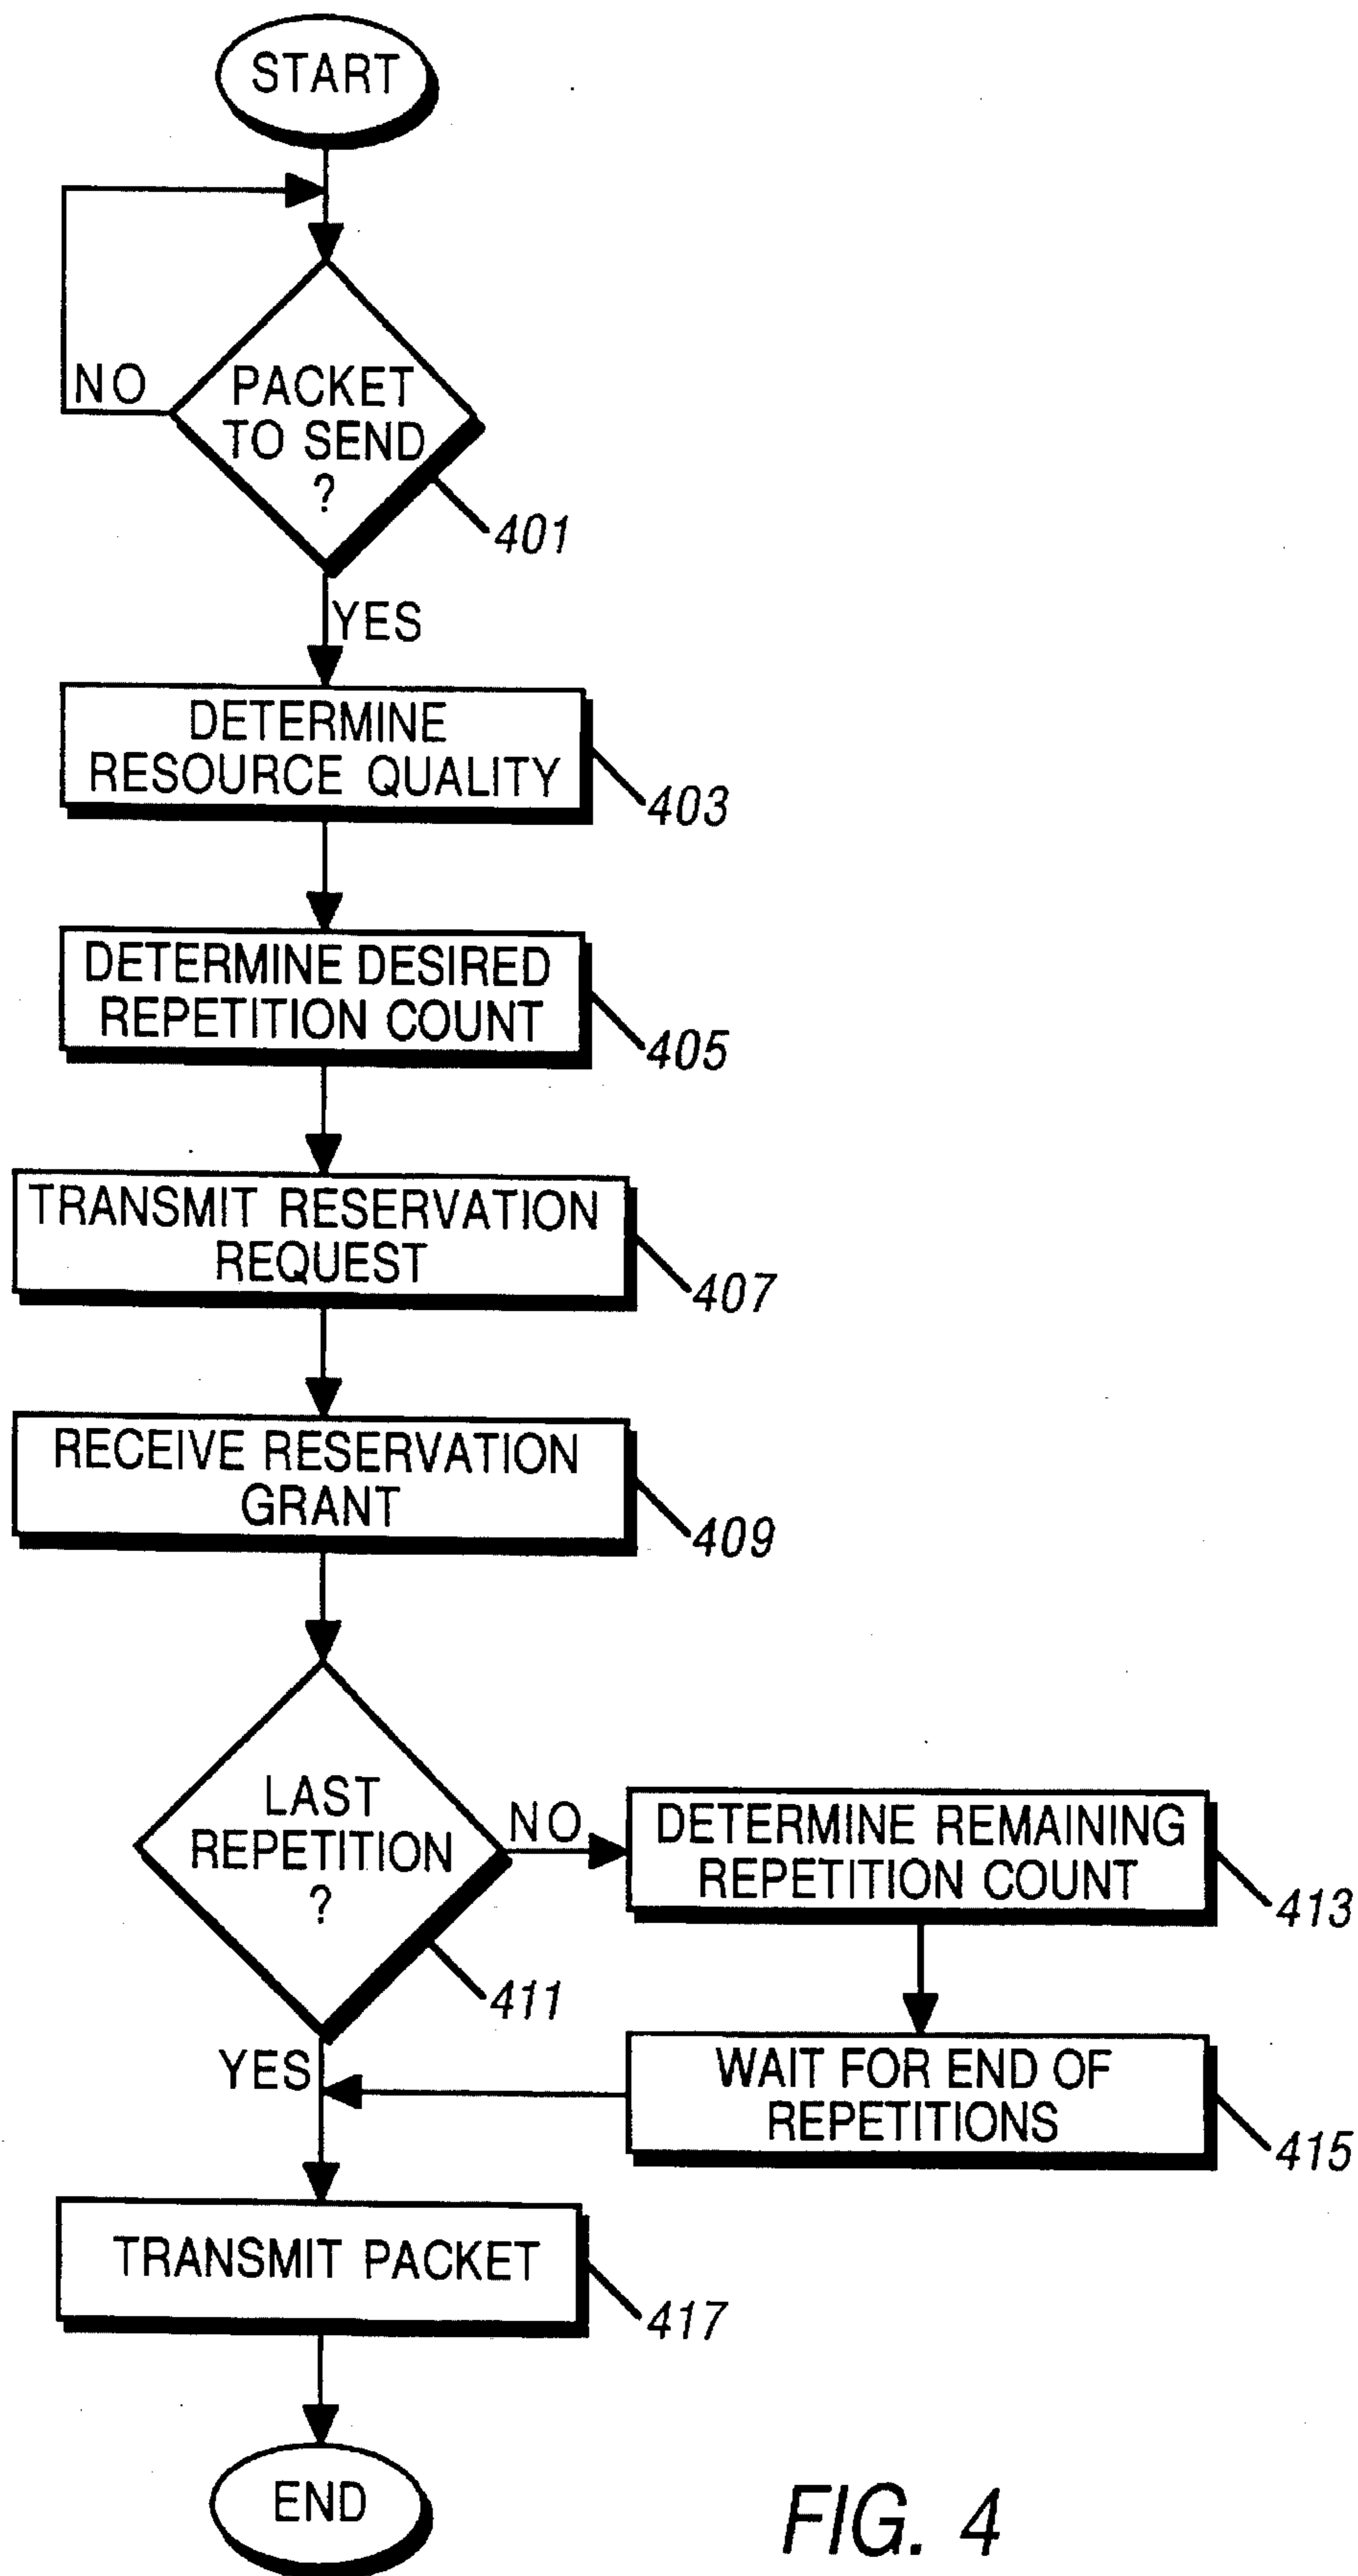 START
NO
PACKET
TO SEND
?
401
YES
DETERMINE
RESOURCE QUALITY
403
DETERMINE DESIRED
REPETITION COUNT
405
TRANSMIT RESERVATION
REQUEST
407
RECEIVE RESERVATION
GRANT
409
LAST
REPETITION
?
411
NO
DETERMINE REMAINING
REPETITION COUNT
413
YES
WAIT FOR END OF
REPETITIONS
415
TRANSMIT PACKET
417
END
FIG. 4